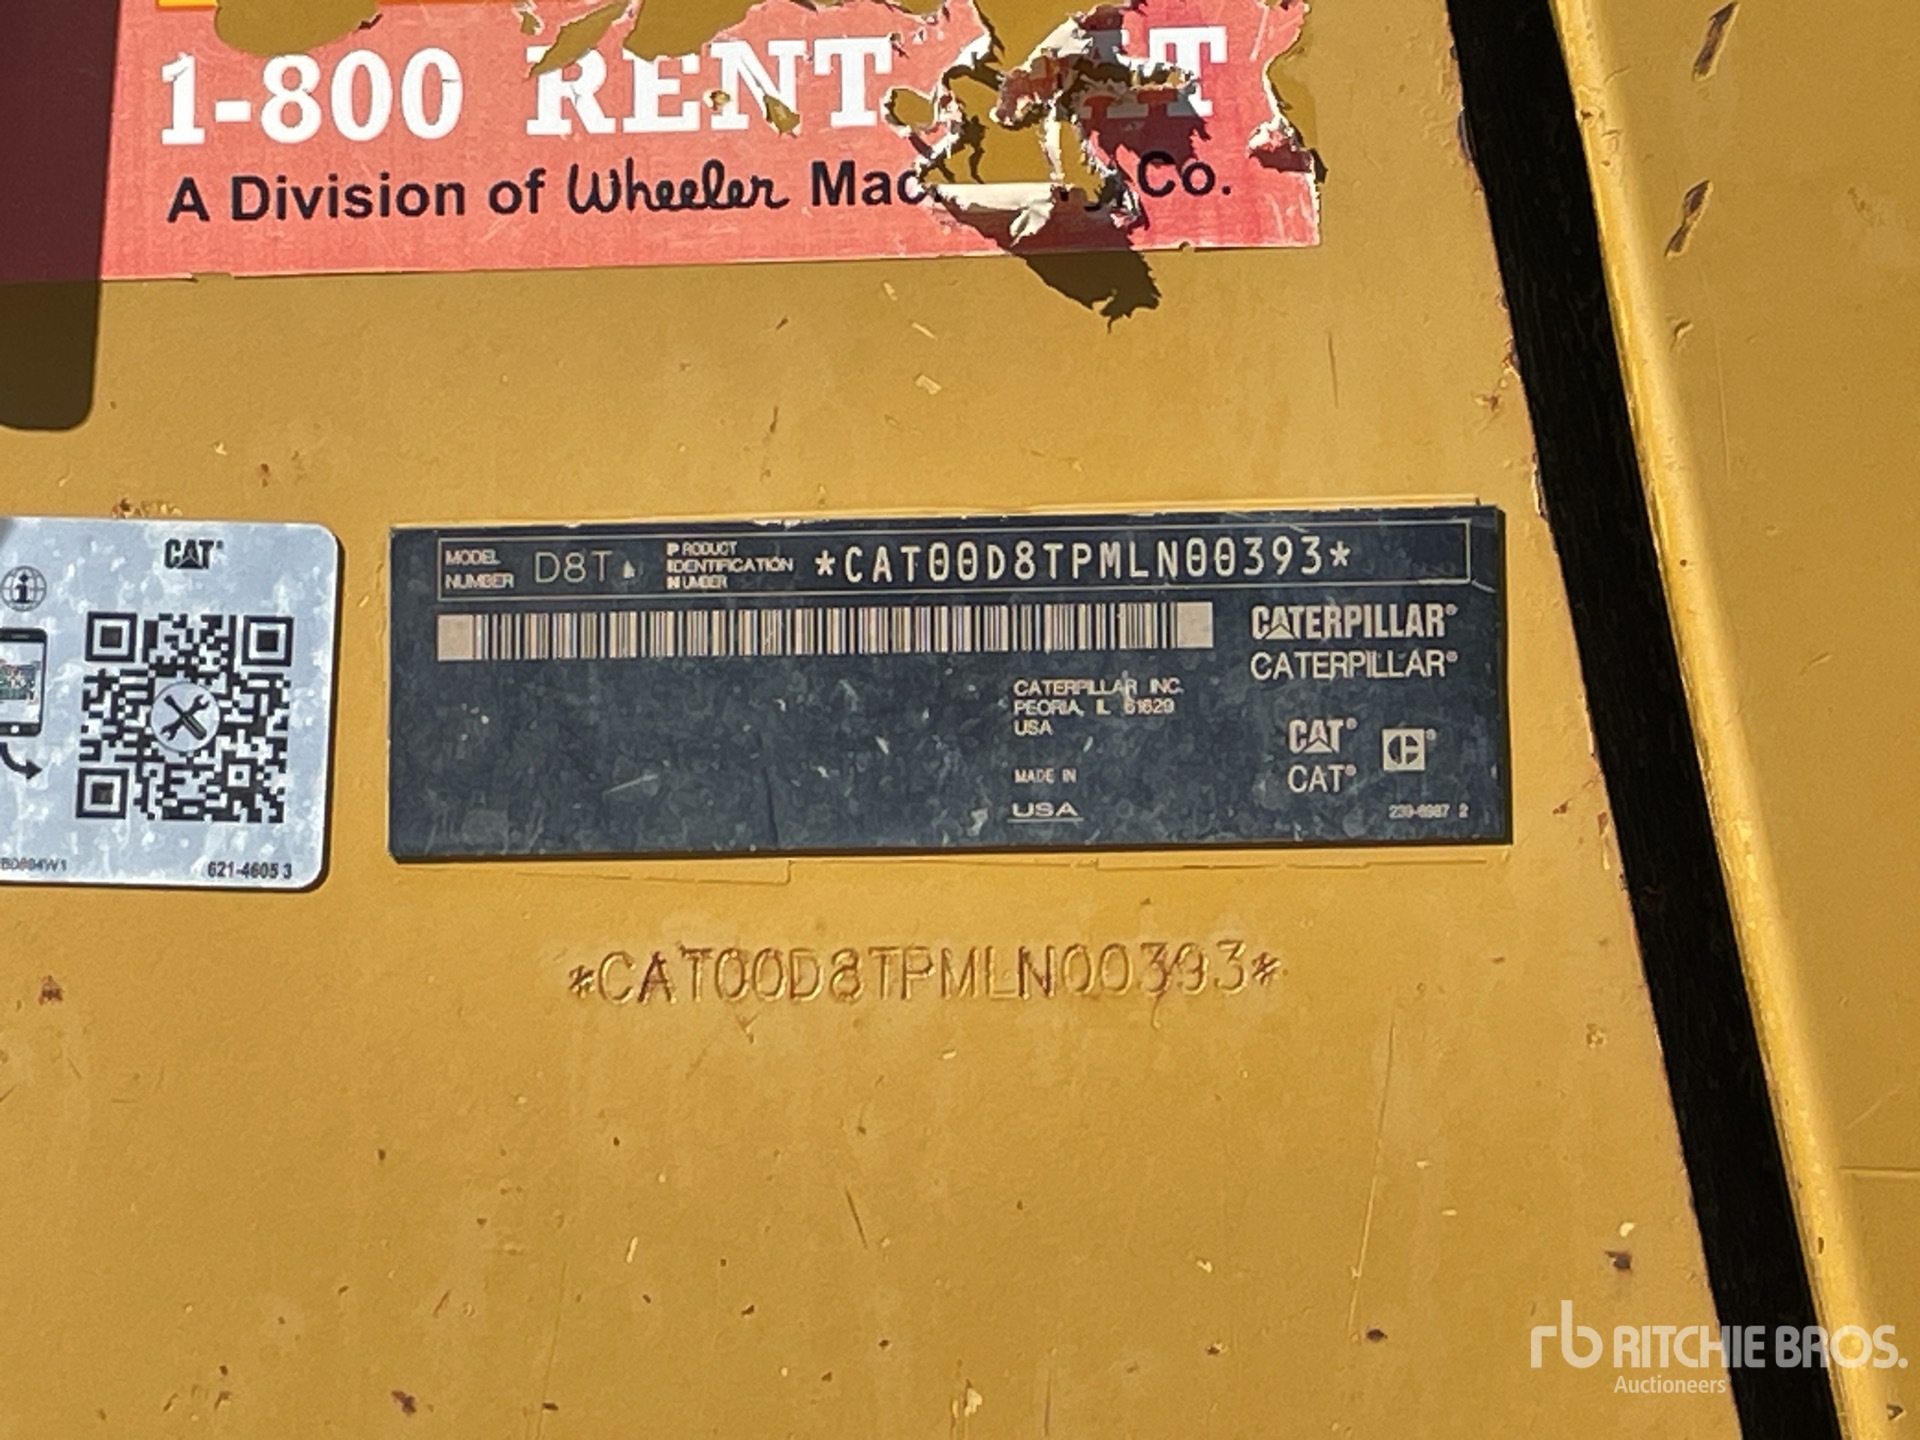 1-800 RENT
A Division of Wheeler Co.
CAT®
621-4605 3
MODEL NUMBER D8T
PRODUCT IDENTIFICATION NUMBER *CAT00D8TPMLN00393*
CATERPILLAR®
CATERPILLAR®
CATERPILLAR INC.
PEORIA, IL 61629
USA
CAT®
CAT®
MADE IN
USA
*CAT00D8TPMLN00393*
rb RITCHIE BROS.
Auctioneers